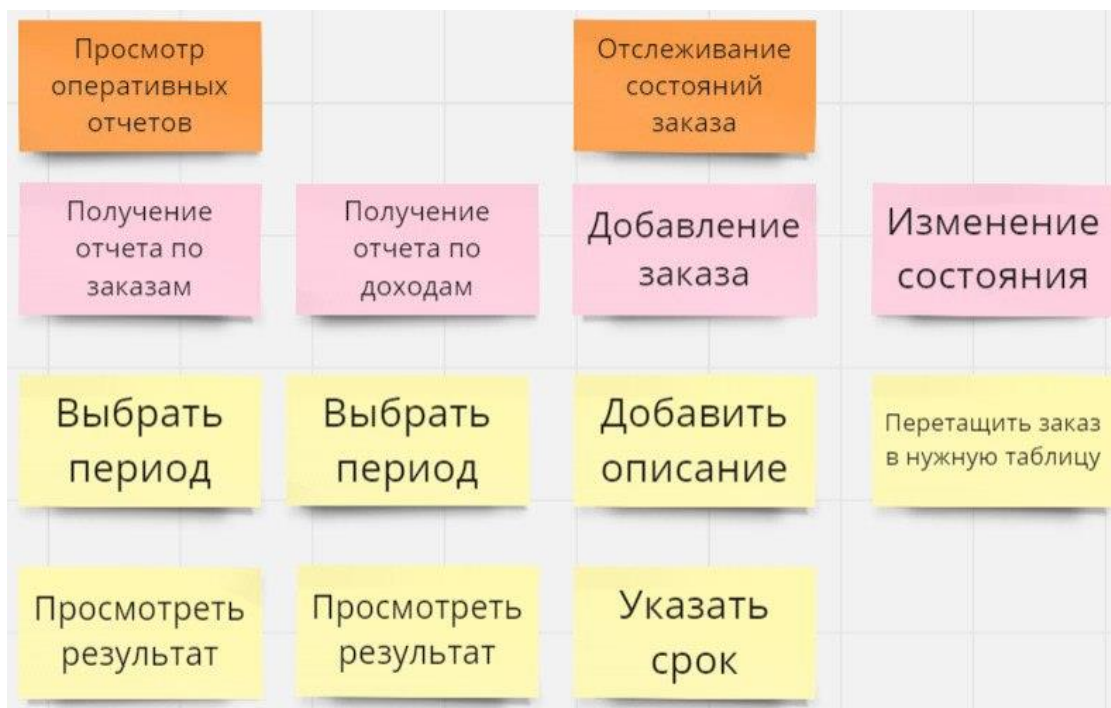 Просмотр
оперативных
отчетов
Отслеживание
состояний
заказа
Получение
отчета по
заказам
Получение
отчета по
доходам
Добавление
заказа
Изменение
состояния
Выбрать
период
Выбрать
период
Добавить
описание
Перетащить заказ
в нужную таблицу
Просмотреть
результат
Просмотреть
результат
Указать
срок